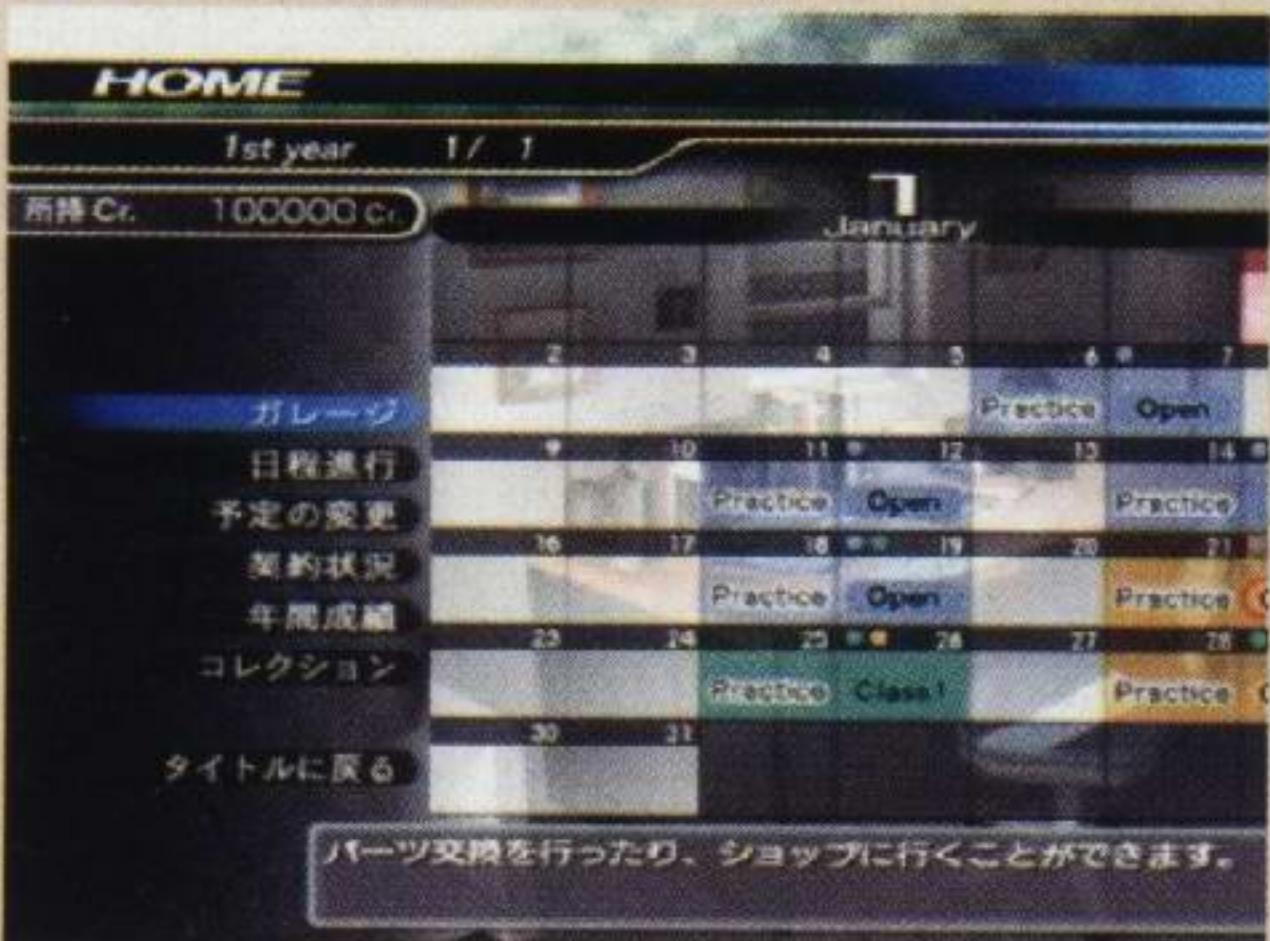 HOME
1st year 1/ 1
所持 Cr. 100000 Cr.
1
January
2 3 4 5 6 7
ガレージ
Practice Open
日程進行
9 10 11 12 13 14
予定の変更
Practice Open Practice
契約状況
16 17 18 19 20 21
年間成績
Practice Open Practice
コレクション
23 24 25 26 27 28
Practice Class 1 Practice
30 31
タイトルに戻る
パーツ交換を行ったり、ショップに行くことができます。